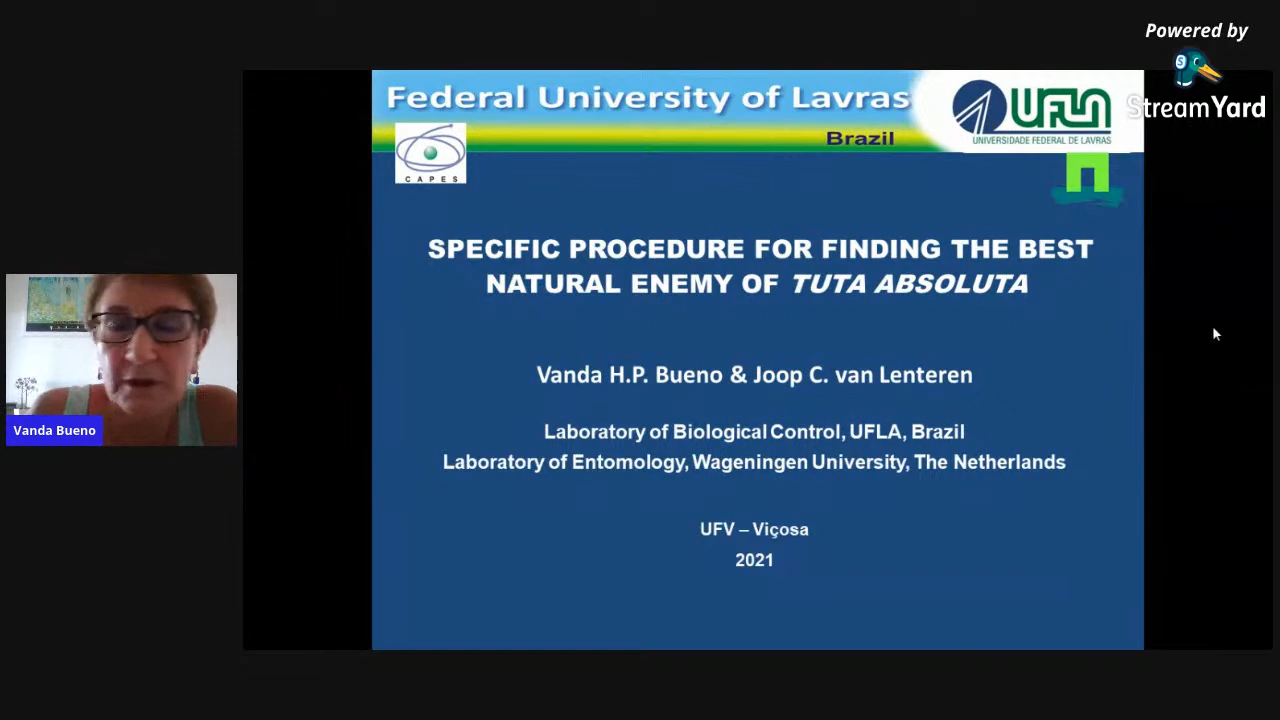 Powered by
StreamYard
Federal University of Lavras
Brazil
UFLA
UNIVERSIDADE FEDERAL DE LAVRAS
CAPES
SPECIFIC PROCEDURE FOR FINDING THE BEST
NATURAL ENEMY OF TUTA ABSOLUTA
Vanda H.P. Bueno & Joop C. van Lenteren
Laboratory of Biological Control, UFLA, Brazil
Laboratory of Entomology, Wageningen University, The Netherlands
UFV – Viçosa
2021
Vanda Bueno